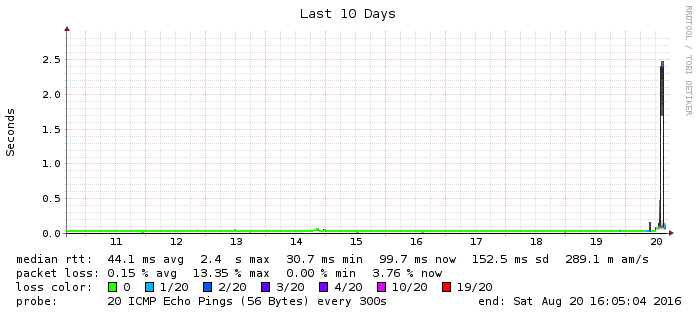 Last 10 Days
RRDTOOL / TOBI OETIKER
Seconds
2.5
2.0
1.5
1.0
0.5
0.0
11 12 13 14 15 16 17 18 19 20
median rtt: 44.1 ms avg 2.4 s max 30.7 ms min 99.7 ms now 152.5 ms sd 289.1 m am/s
packet loss: 0.15 % avg 13.35 % max 0.00 % min 3.76 % now
loss color: 0 1/20 2/20 3/20 4/20 10/20 19/20
probe: 20 ICMP Echo Pings (56 Bytes) every 300s end: Sat Aug 20 16:05:04 2016